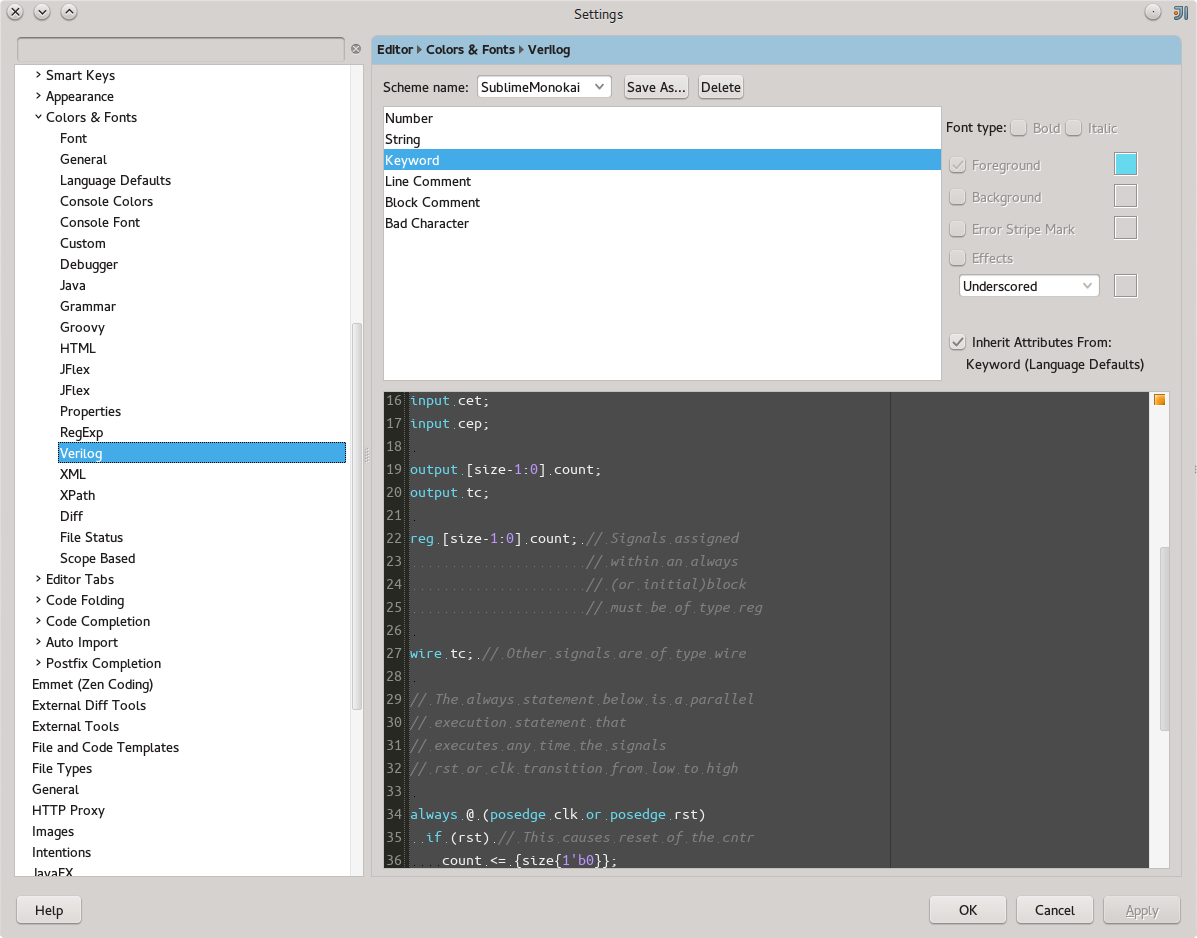 Settings
Smart Keys
Appearance
Colors & Fonts
Font
General
Language Defaults
Console Colors
Console Font
Custom
Debugger
Java
Grammar
Groovy
HTML
JFlex
JFlex
Properties
RegExp
Verilog
XML
XPath
Diff
File Status
Scope Based
Editor Tabs
Code Folding
Code Completion
Auto Import
Postfix Completion
Emmet (Zen Coding)
External Diff Tools
External Tools
File and Code Templates
File Types
General
HTTP Proxy
Images
Intentions
JavaFX
Editor Colors & Fonts Verilog
Scheme name: SublimeMonokai Save As... Delete
Number
String
Keyword
Line Comment
Block Comment
Bad Character
Font type: Bold Italic
Foreground
Background
Error Stripe Mark
Effects
Underscored
Inherit Attributes From:
Keyword (Language Defaults)
16 input cet;
17 input cep;
18
19 output [size-1:0] count;
20 output tc;
21
22 reg [size-1:0] count; // Signals assigned
23 // within an always
24 // (or initial)block
25 // must be of type reg
26
27 wire tc; // Other signals are of type wire
28
29 // The always statement below is a parallel
30 // execution statement that
31 // executes any time the signals
32 // rst or clk transition from low to high
33
34 always @ (posedge clk or posedge rst)
35 if (rst) // This causes reset of the cntr
36 count <= {size{1'b0}};
Help OK Cancel Apply